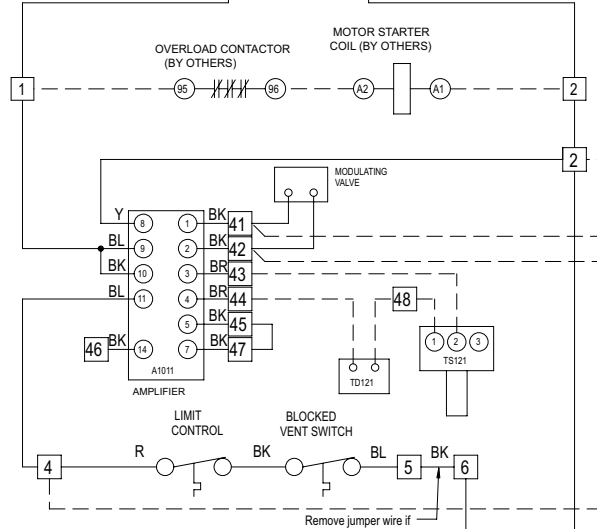 OVERLOAD CONTACTOR
(BY OTHERS)
MOTOR STARTER
COIL (BY OTHERS)
1
95
96
A2
A1
2
2
MODULATING
VALVE
Y
8
1
BK
41
BL
9
2
BK
42
BK
10
3
BR
43
BL
11
4
BR
44
48
5
BK
45
46
BK
14
7
BK
47
1
2
3
TS121
A1011
TD121
AMPLIFIER
LIMIT
CONTROL
BLOCKED
VENT SWITCH
4
R
BK
BL
5
BK
6
Remove jumper wire if